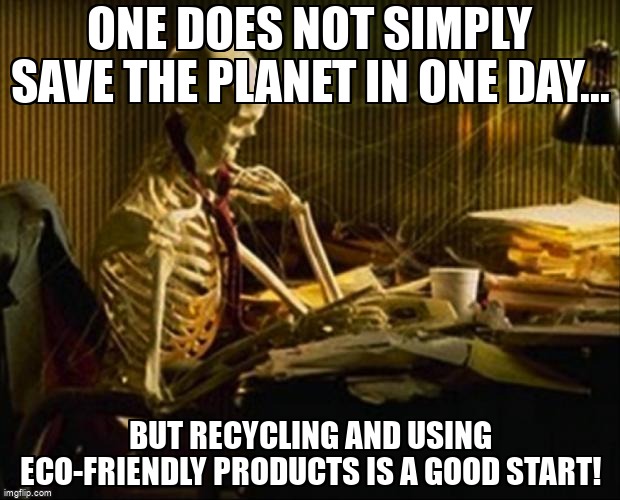 ONE DOES NOT SIMPLY
SAVE THE PLANET IN ONE DAY...
BUT RECYCLING AND USING
ECO-FRIENDLY PRODUCTS IS A GOOD START!
imgflip.com